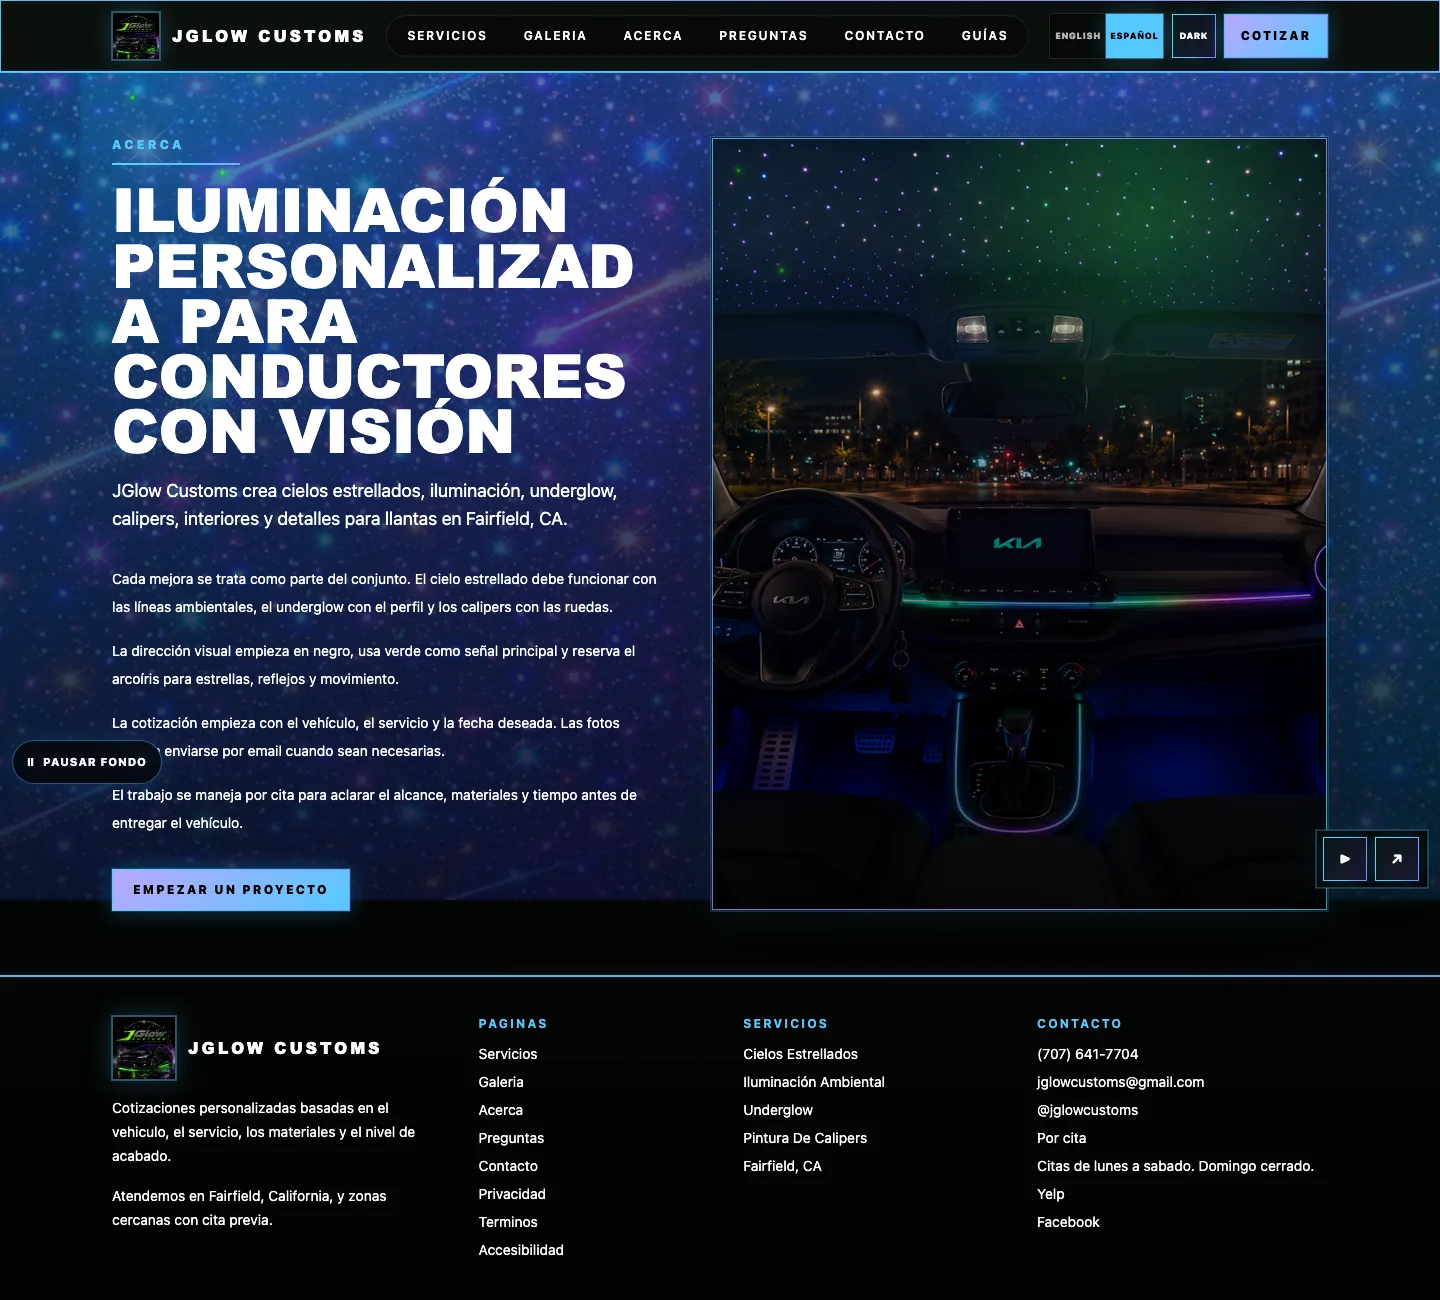 JGLOW CUSTOMS
SERVICIOS
GALERIA
ACERCA
PREGUNTAS
CONTACTO
GUÍAS
ENGLISH
ESPAÑOL
DARK
COTIZAR
ACERCA
ILUMINACIÓN
PERSONALIZAD
A PARA
CONDUCTORES
CON VISIÓN
JGlow Customs crea cielos estrellados, iluminación, underglow,
calipers, interiores y detalles para llantas en Fairfield, CA.
Cada mejora se trata como parte del conjunto. El cielo estrellado debe funcionar con
las líneas ambientales, el underglow con el perfil y los calipers con las ruedas.
La dirección visual empieza en negro, usa verde como señal principal y reserva el
arcoíris para estrellas, reflejos y movimiento.
La cotización empieza con el vehículo, el servicio y la fecha deseada. Las fotos
enviarse por email cuando sean necesarias.
PAUSAR FONDO
El trabajo se maneja por cita para aclarar el alcance, materiales y tiempo antes de
entregar el vehículo.
EMPEZAR UN PROYECTO
KIA
KIA
JGlow
JGLOW CUSTOMS
Cotizaciones personalizadas basadas en el
vehiculo, el servicio, los materiales y el nivel de
acabado.
Atendemos en Fairfield, California, y zonas
cercanas con cita previa.
PAGINAS
Servicios
Galeria
Acerca
Preguntas
Contacto
Privacidad
Terminos
Accesibilidad
SERVICIOS
Cielos Estrellados
Iluminación Ambiental
Underglow
Pintura De Calipers
Fairfield, CA
CONTACTO
(707) 641-7704
jglowcustoms@gmail.com
@jglowcustoms
Por cita
Citas de lunes a sabado. Domingo cerrado.
Yelp
Facebook